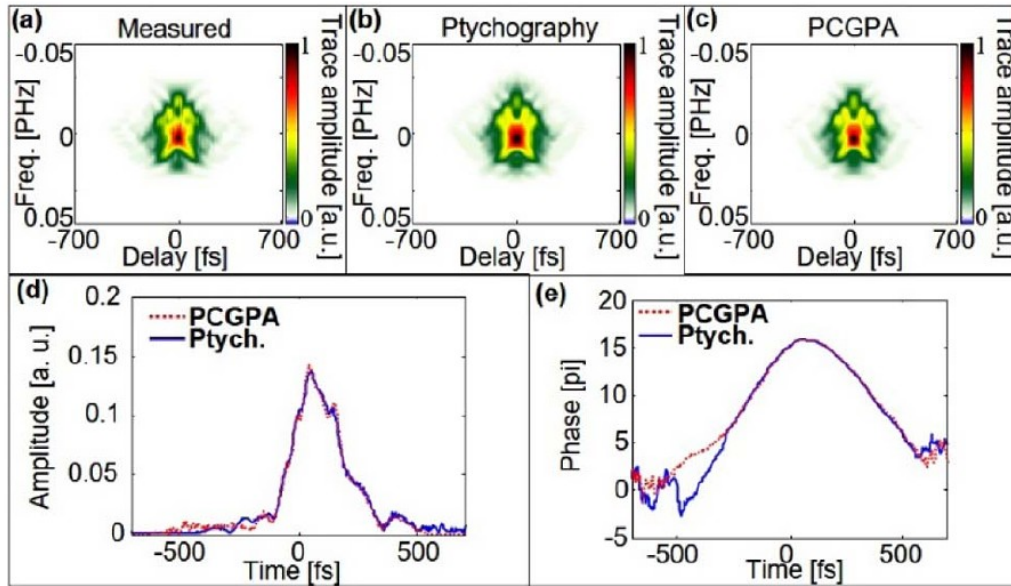 (a)
Measured
-0.05
0
0.05
Freq. [PHz]
-700
0
700
Delay [fs]
1
0
Trace amplitude [a.u.]
(b)
Ptychography
-0.05
0
0.05
Freq. [PHz]
-700
0
700
Delay [fs]
1
0
Trace amplitude [a.u.]
(c)
PCGPA
-0.05
0
0.05
Freq. [PHz]
-700
0
700
Delay [fs]
1
0
Trace amplitude [a.u.]
(d)
0.2
0.15
0.1
0.05
0
Amplitude [a. u.]
PCGPA
Ptych.
-500
0
500
Time [fs]
(e)
20
15
10
5
0
-5
Phase [pi]
PCGPA
Ptych.
-500
0
500
Time [fs]